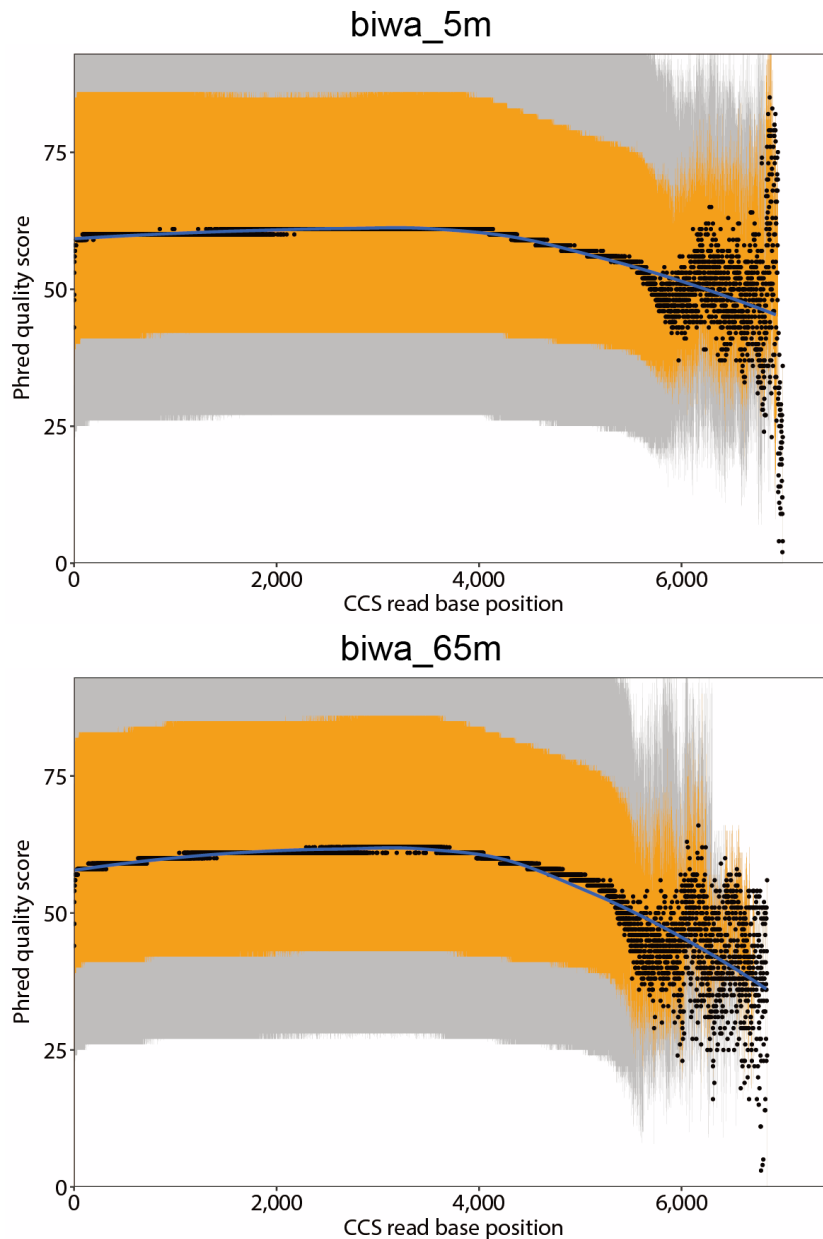 biwa_5m
Phred quality score
75
50
25
0
0 2,000 4,000 6,000
CCS read base position
biwa_65m
Phred quality score
75
50
25
0
0 2,000 4,000 6,000
CCS read base position